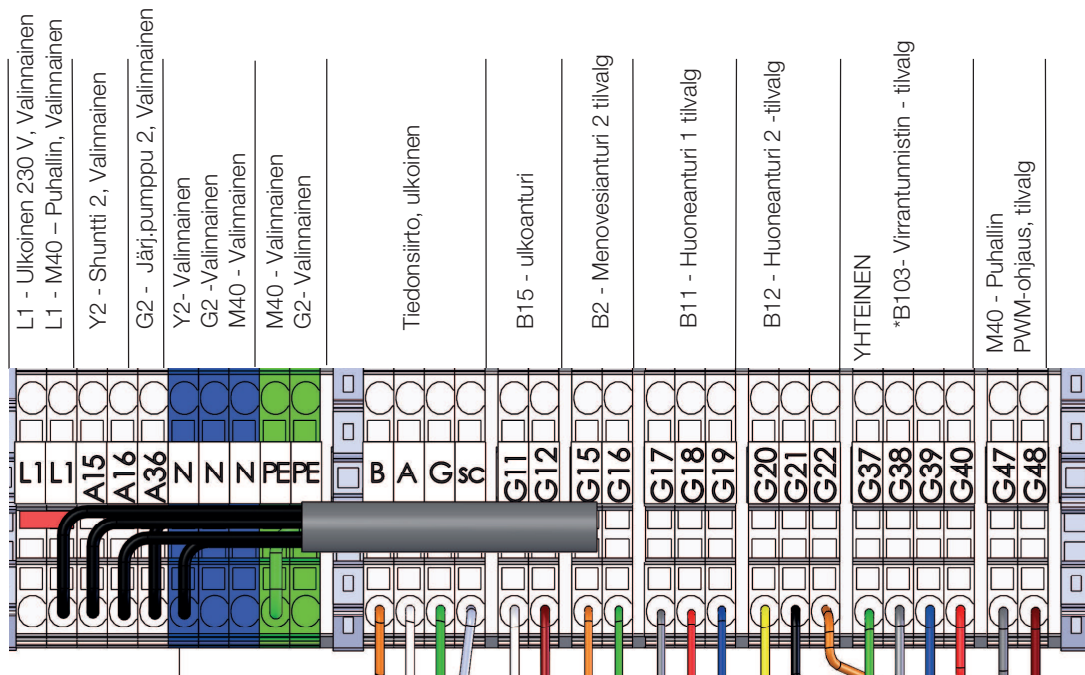 L1 - Ulkoinen 230 V, Valinnainen
L1 - M40 – Puhallin, Valinnainen
Y2 - Shuntti 2, Valinnainen
G2 - Järj.pumppu 2, Valinnainen
Y2- Valinnainen
G2 -Valinnainen
M40 - Valinnainen
M40 - Valinnainen
G2- Valinnainen
Tiedonsiirto, ulkoinen
B15 - ulkoanturi
B2 - Menovesianturi 2 tilvalg
B11 - Huoneanturi 1 tilvalg
B12 - Huoneanturi 2 -tilvalg
YHTEINEN
*B103- Virrantunnistin - tilvalg
M40 - Puhallin
PWM-ohjaus, tilvalg
L1 L1 A15 A16 A36 N N N PE PE B A G SC G11 G12 G15 G16 G17 G18 G19 G20 G21 G22 G37 G38 G39 G40 G47 G48